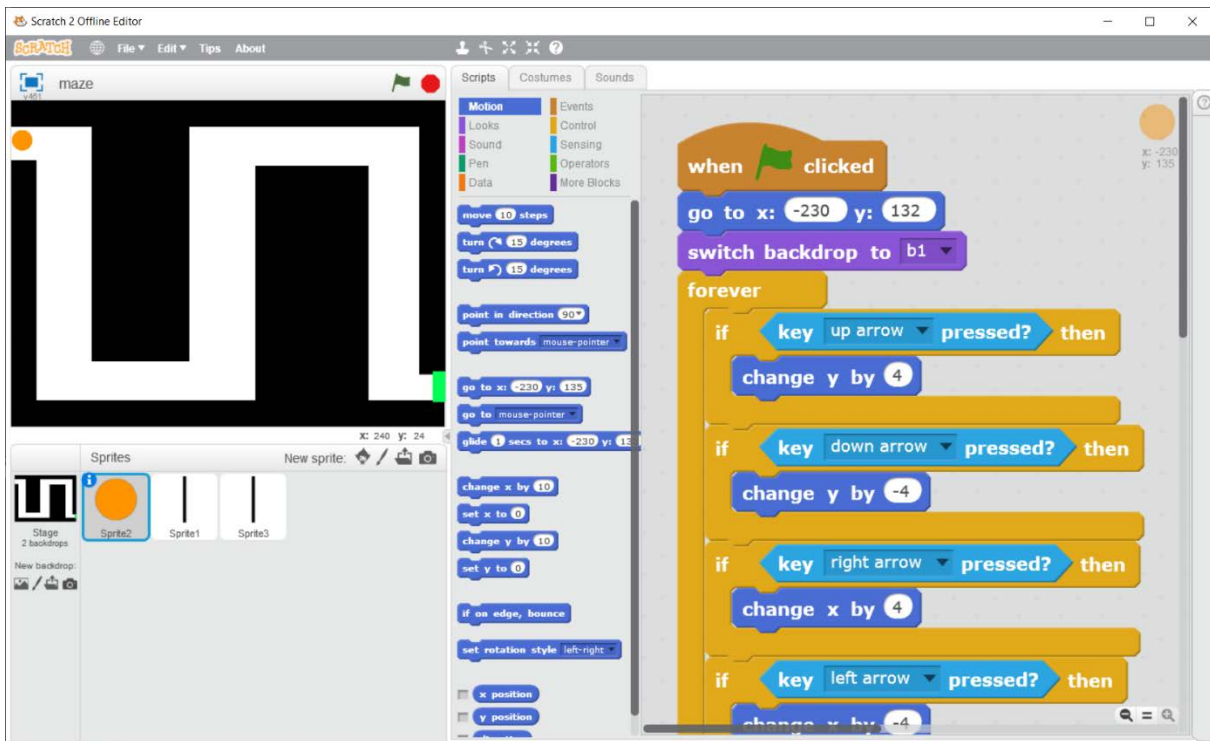 Scratch 2 Offline Editor
SCRATCH File Edit Tips About
maze
v461
X: 240 y: 24
Sprites New sprite:
Stage
2 backdrops
New backdrop:
Sprite2 Sprite1 Sprite3
Scripts Costumes Sounds
Motion Events
Looks Control
Sound Sensing
Pen Operators
Data More Blocks
move 10 steps
turn 15 degrees
turn 15 degrees
point in direction 90
point towards mouse-pointer
go to x: -230 y: 135
go to mouse-pointer
glide 1 secs to x: -230 y:
change x by 10
set x to 0
change y by 10
set y to 0
if on edge, bounce
set rotation style left-right
x position
y position
x: -230
y: 135
when clicked
go to x: -230 y: 132
switch backdrop to b1
forever
if key up arrow pressed? then
change y by 4
if key down arrow pressed? then
change y by -4
if key right arrow pressed? then
change x by 4
if key left arrow pressed? then
change x by -4